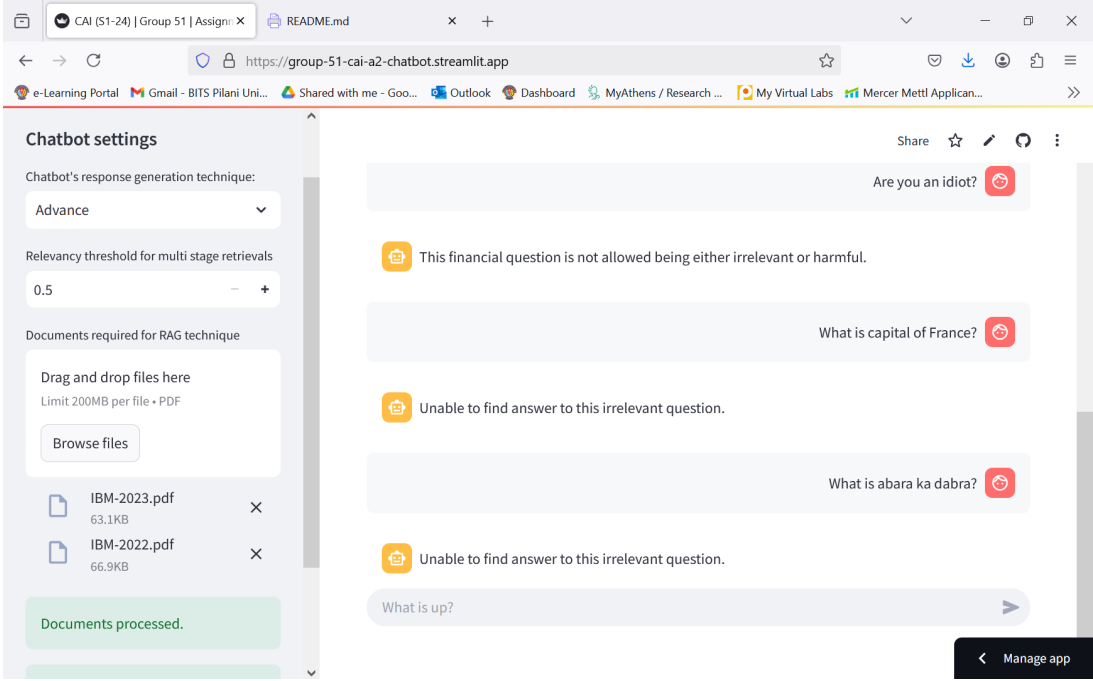 CAI (S1-24) | Group 51 | Assignm
README.md
https://group-51-cai-a2-chatbot.streamlit.app
e-Learning Portal
Gmail - BITS Pilani Uni...
Shared with me - Goo...
Outlook
Dashboard
MyAthens / Research ...
My Virtual Labs
Mercer Mettl Applican...
Chatbot settings
Chatbot's response generation technique:
Advance
Relevancy threshold for multi stage retrievals
0.5
Documents required for RAG technique
Drag and drop files here
Limit 200MB per file • PDF
Browse files
IBM-2023.pdf
63.1KB
IBM-2022.pdf
66.9KB
Documents processed.
Share
Are you an idiot?
This financial question is not allowed being either irrelevant or harmful.
What is capital of France?
Unable to find answer to this irrelevant question.
What is abara ka dabra?
Unable to find answer to this irrelevant question.
What is up?
Manage app